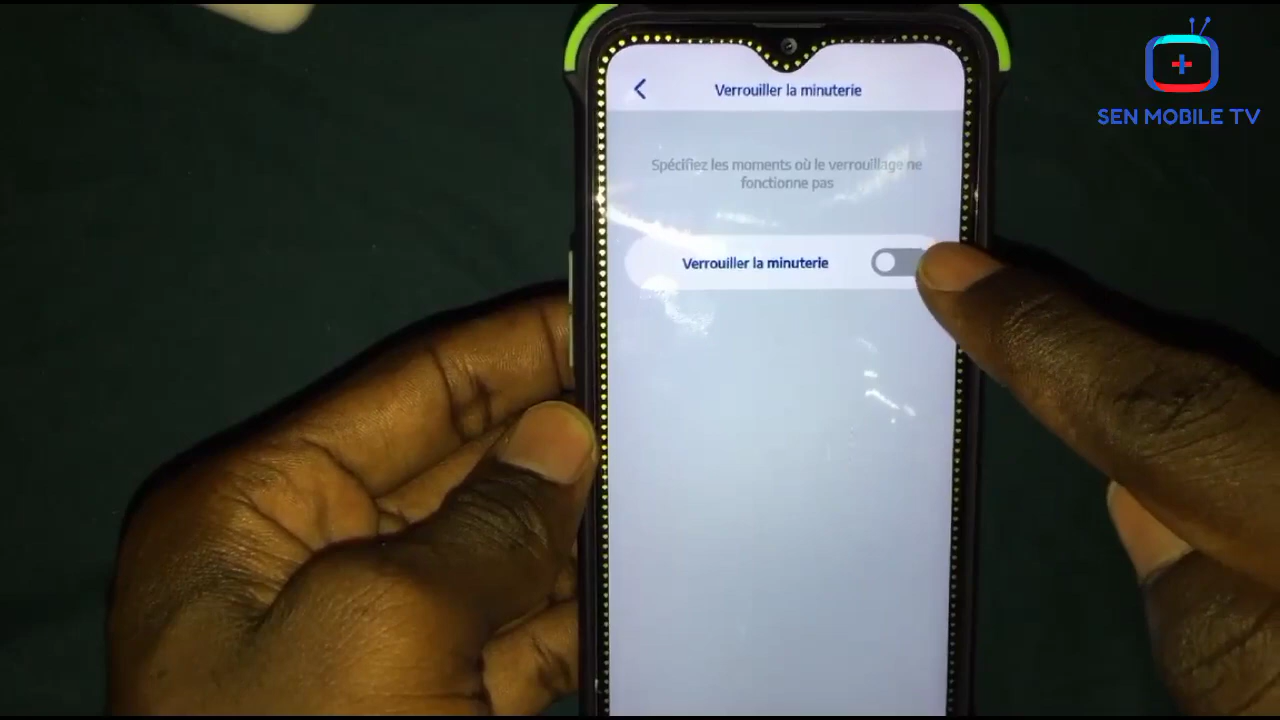 Verrouiller la minuterie
Spécifiez les moments où le verrouillage ne
fonctionne pas
Verrouiller la minuterie
SEN MOBILE TV